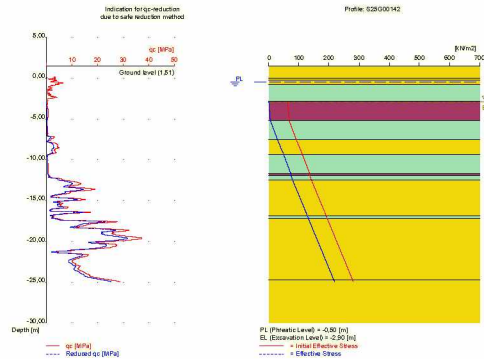 Indication for qc-reduction
due to safe reduction method
Profile: S25G00142
5,00
qc [MPa]
[kN/m2]
0 10 20 30 40 50
0 100 200 300 400 500 600 700
Ground level (1,51)
0,00
PL
-5,00
-10,00
-15,00
-20,00
-25,00
-30,00
Depth [m]
qc [MPa]
Reduced qc [MPa]
PL (Phreatic Level) = -0,50 [m]
EL (Excavation Level) = -2,90 [m]
= Initial Effective Stress
= Effective Stress